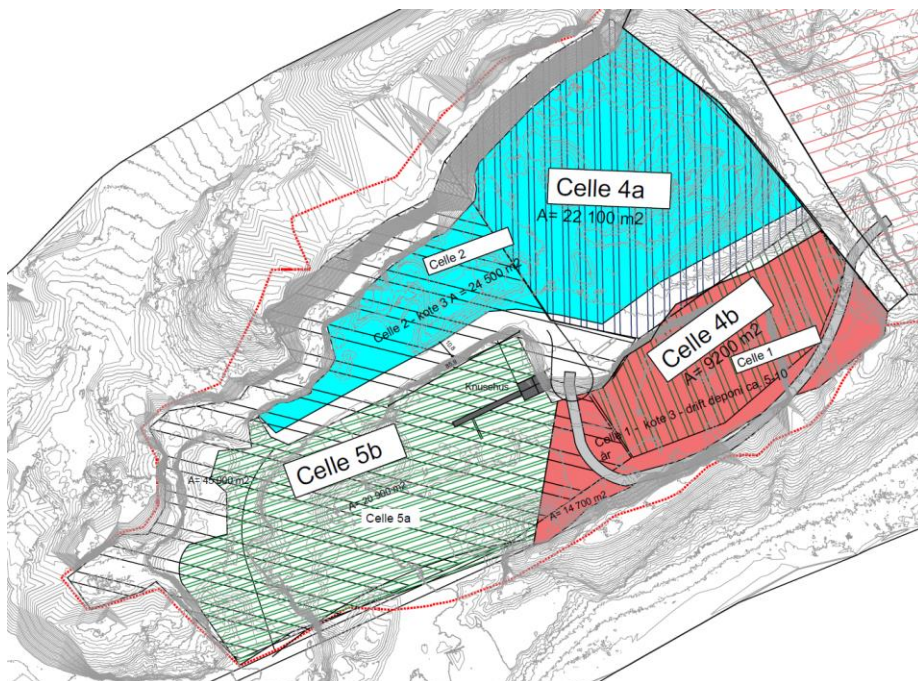 Celle 4a
A= 22 100 m2
Celle 2
Celle 2 - kote 3 A = 24 500 m2
Celle 4b
A= 9200 m2
Celle 1
Celle 1 - kote 3 - drift deponi ca. 5-10
år
Knusehus
Celle 5b
A= 45 900 m2
A= 20 900 m2
Celle 5a
A= 14 700 m2